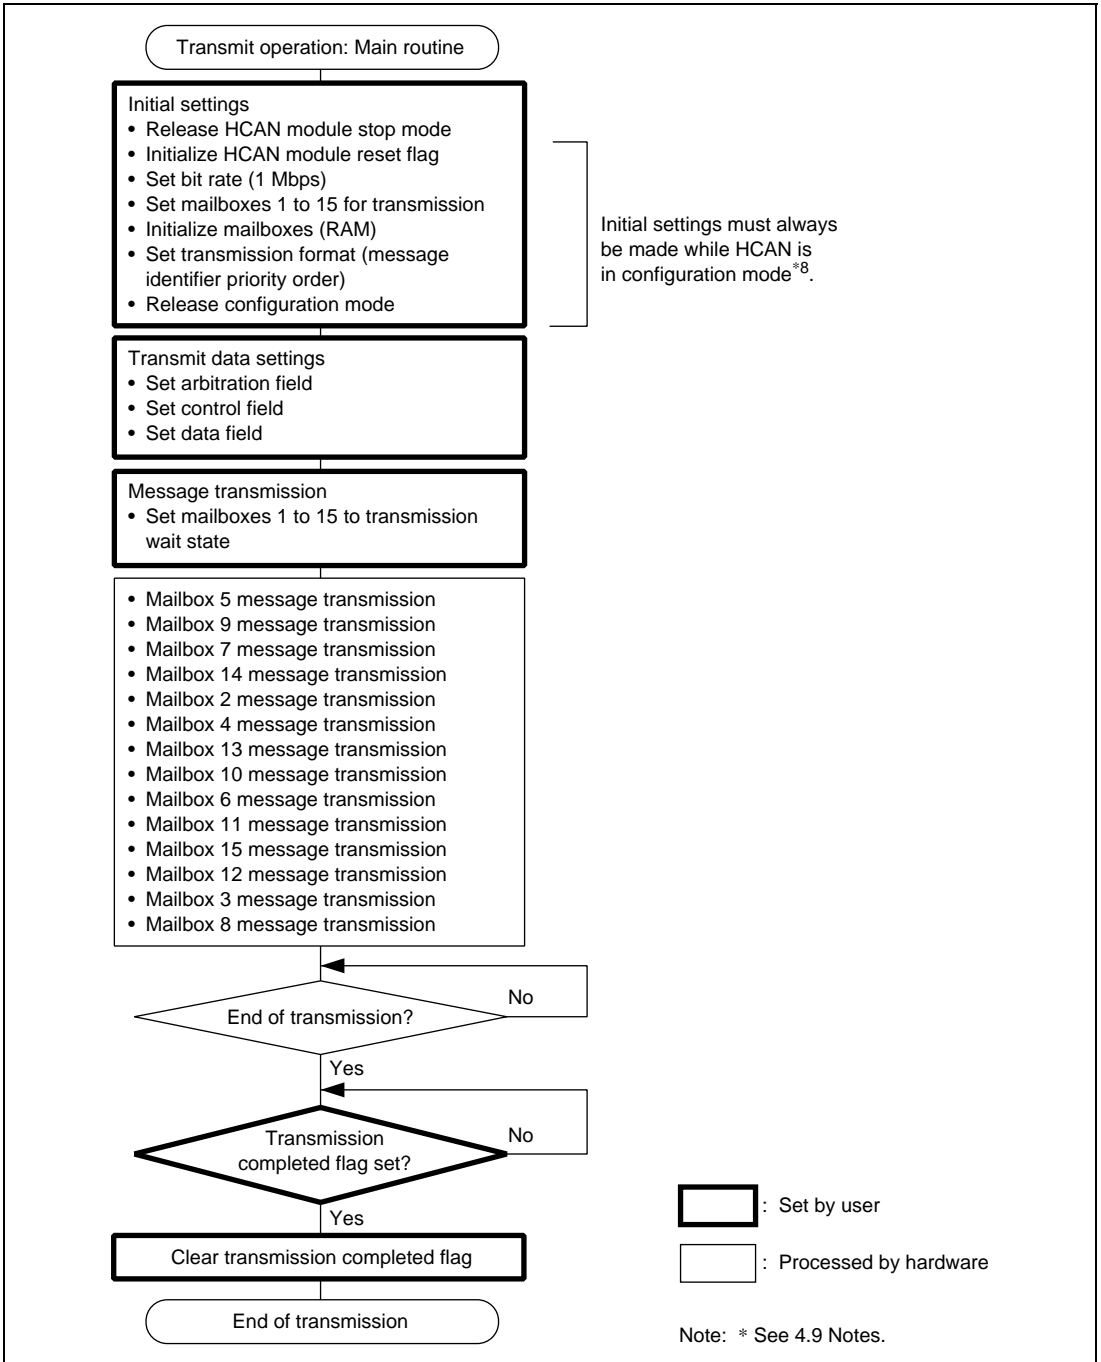 Transmit operation: Main routine
Initial settings
• Release HCAN module stop mode
• Initialize HCAN module reset flag
• Set bit rate (1 Mbps)
• Set mailboxes 1 to 15 for transmission
• Initialize mailboxes (RAM)
• Set transmission format (message
identifier priority order)
• Release configuration mode
Initial settings must always
be made while HCAN is
in configuration mode*8.
Transmit data settings
• Set arbitration field
• Set control field
• Set data field
Message transmission
• Set mailboxes 1 to 15 to transmission
wait state
• Mailbox 5 message transmission
• Mailbox 9 message transmission
• Mailbox 7 message transmission
• Mailbox 14 message transmission
• Mailbox 2 message transmission
• Mailbox 4 message transmission
• Mailbox 13 message transmission
• Mailbox 10 message transmission
• Mailbox 6 message transmission
• Mailbox 11 message transmission
• Mailbox 15 message transmission
• Mailbox 12 message transmission
• Mailbox 3 message transmission
• Mailbox 8 message transmission
No
End of transmission?
Yes
Transmission
completed flag set?
No
Yes
Clear transmission completed flag
End of transmission
: Set by user
: Processed by hardware
Note: * See 4.9 Notes.